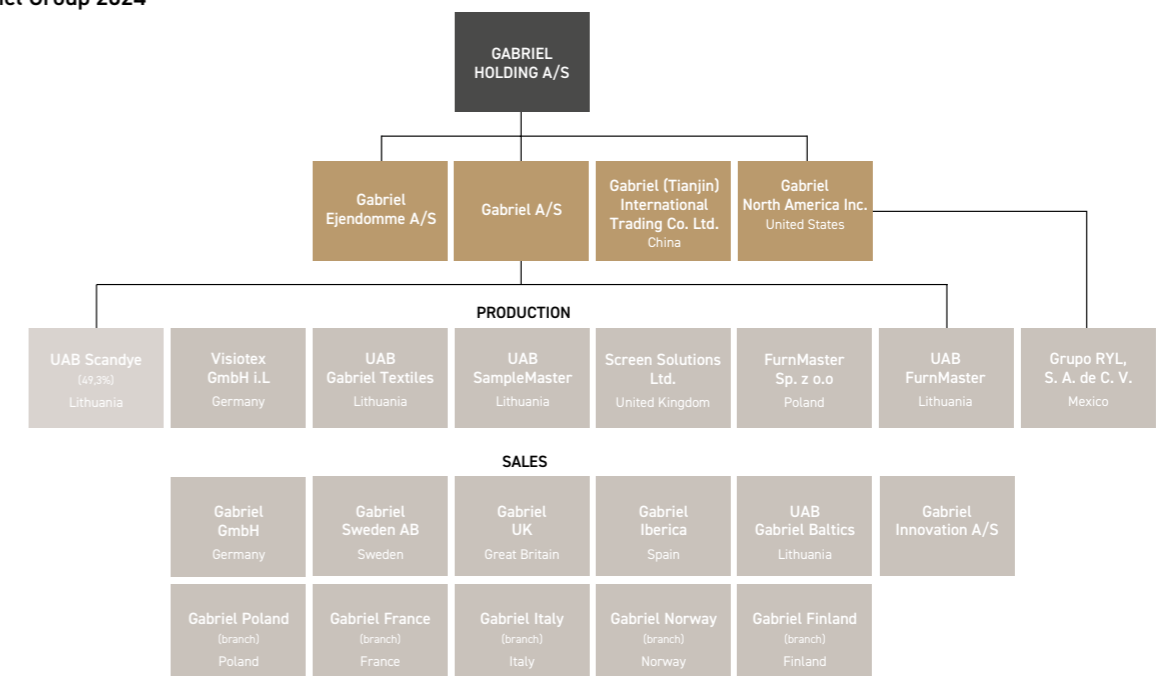 Group 2024
GABRIEL
HOLDING A/S
Gabriel
Ejendomme A/S
Gabriel A/S
Gabriel (Tianjin)
International
Trading Co. Ltd.
China
Gabriel
North America Inc.
United States
PRODUCTION
UAB Scandye
(49,3%)
Lithuania
Visiotex
GmbH i.L
Germany
UAB
Gabriel Textiles
Lithuania
UAB
SampleMaster
Lithuania
Screen Solutions
Ltd.
United Kingdom
FurnMaster
Sp. z o.o
Poland
UAB
FurnMaster
Lithuania
Grupo RYL,
S. A. de C. V.
Mexico
SALES
Gabriel
GmbH
Germany
Gabriel
Sweden AB
Sweden
Gabriel
UK
Great Britain
Gabriel
Iberica
Spain
UAB
Gabriel Baltics
Lithuania
Gabriel
Innovation A/S
Gabriel Poland
(branch)
Poland
Gabriel France
(branch)
France
Gabriel Italy
(branch)
Italy
Gabriel Norway
(branch)
Norway
Gabriel Finland
(branch)
Finland